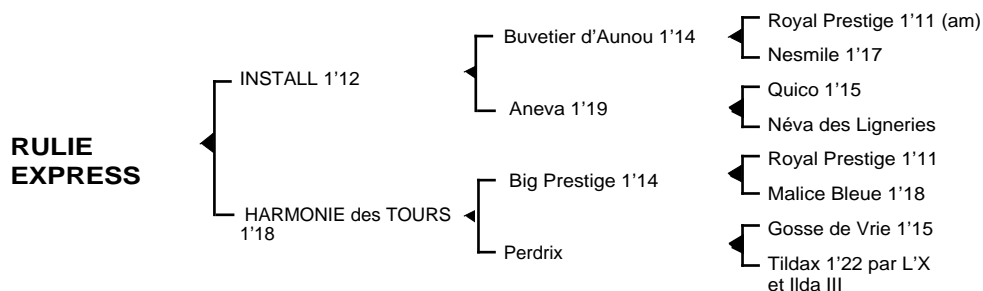 RULIE
EXPRESS
INSTALL 1'12
HARMONIE des TOURS
1'18
Buvetier d'Aunou 1'14
Aneva 1'19
Big Prestige 1'14
Perdrix
Royal Prestige 1'11 (am)
Nesmile 1'17
Quico 1'15
Néva des Ligneries
Royal Prestige 1'11
Malice Bleue 1'18
Gosse de Vrie 1'15
Tildax 1'22 par L'X
et Ilda III